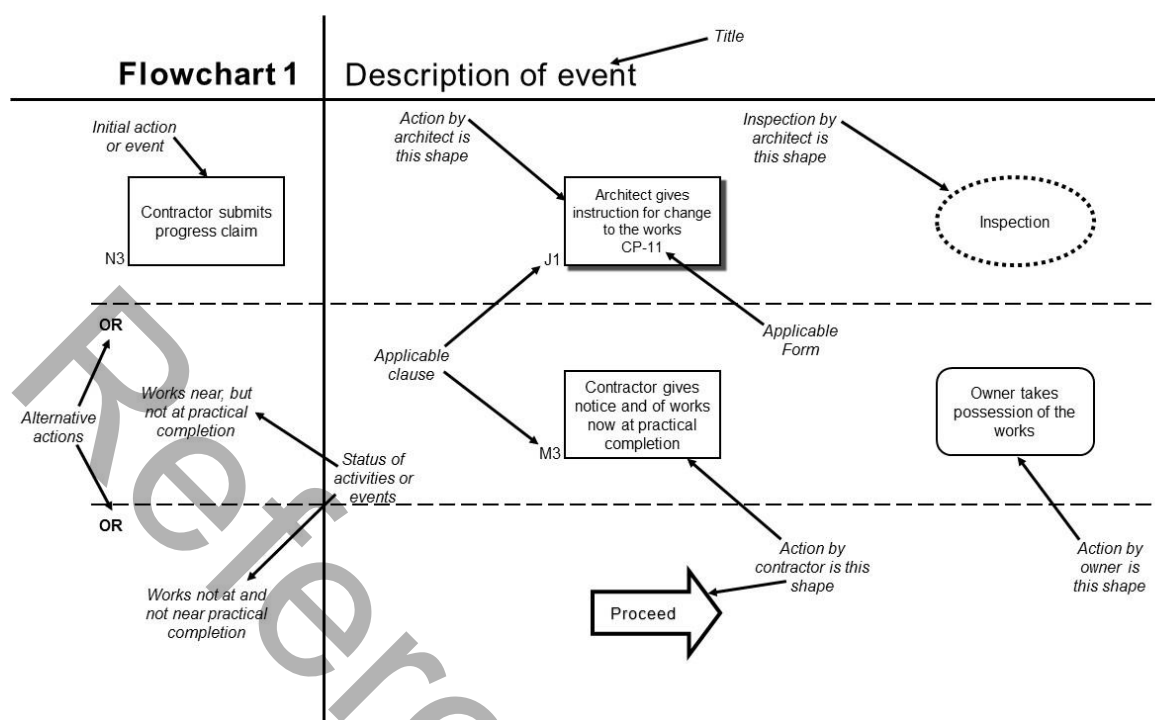 Title
Flowchart 1
Description of event
Initial action
or event
Action by
architect is
this shape
Inspection by
architect is
this shape
Contractor submits
progress claim
N3
Architect gives
instruction for change
to the works
CP-11
J1
Inspection
OR
Applicable
clause
Applicable
Form
Alternative
actions
Works near, but
not at practical
completion
Status of
activities or
events
Contractor gives
notice and of works
now at practical
completion
M3
Owner takes
possession of the
works
OR
Works not at and
not near practical
completion
Proceed
Action by
contractor is this
shape
Action by
owner is
this shape
Refere